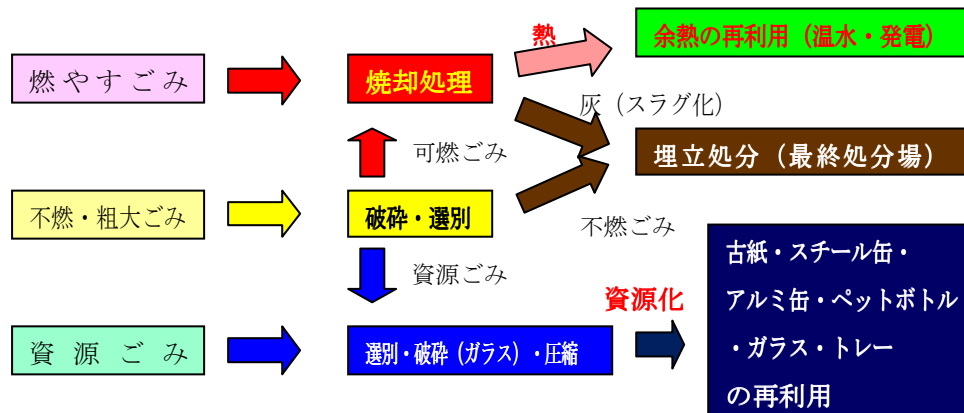 熱
余熱の再利用（温水・発電）
燃やすごみ
焼却処理
灰（スラグ化）
可燃ごみ
埋立処分（最終処分場）
不燃・粗大ごみ
破砕・選別
不燃ごみ
資源ごみ
資源化
古紙・スチール缶・
アルミ缶・ペットボトル
・ガラス・トレー
の再利用
資源ごみ
選別・破砕（ガラス）・圧縮